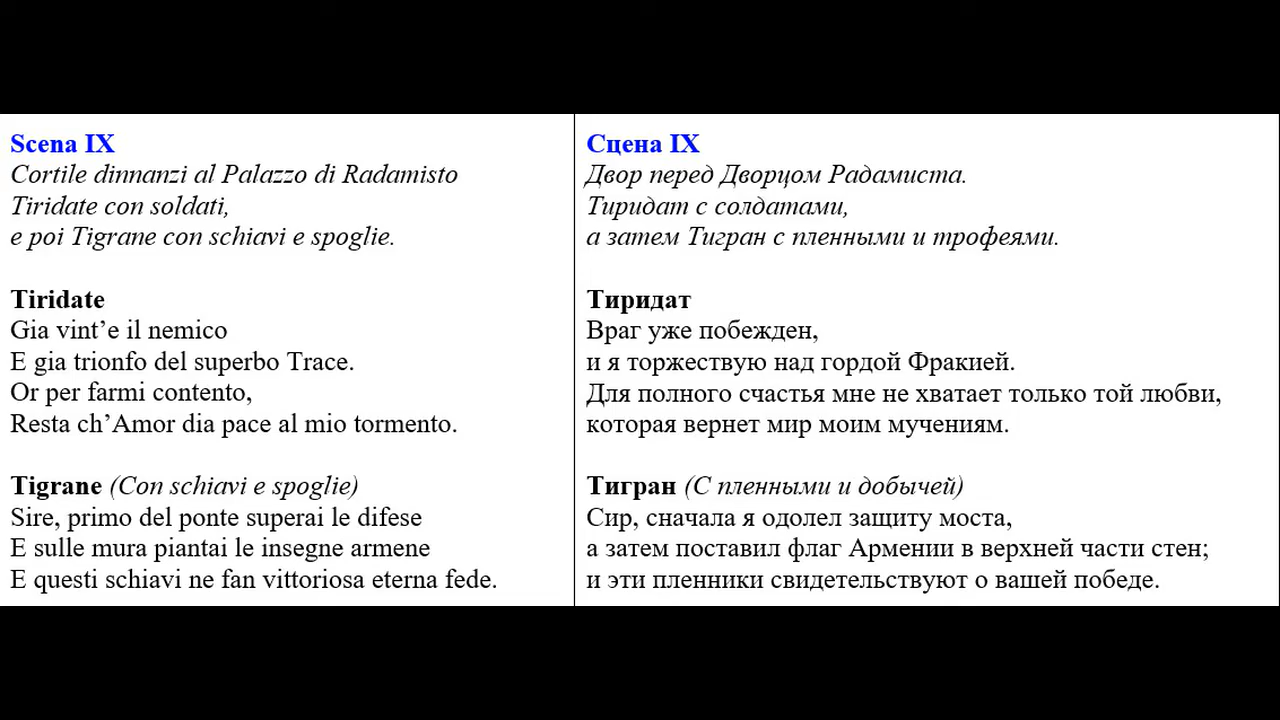 Scena IX
Cortile dinnanzi al Palazzo di Radamisto
Tiridate con soldati,
e poi Tigrane con schiavi e spoglie.
Tiridate
Gia vint’e il nemico
E gia trionfo del superbo Trace.
Or per farmi contento,
Resta ch’Amor dia pace al mio tormento.
Tigrane (Con schiavi e spoglie)
Sire, primo del ponte superai le difese
E sulle mura piantai le insegne armene
E questi schiavi ne fan vittoriosa eterna fede.
Сцена IX
Двор перед Дворцом Радамиста.
Тиридат с солдатами,
а затем Тигран с пленными и трофеями.
Тиридат
Враг уже побежден,
и я торжествую над гордой Фракией.
Для полного счастья мне не хватает только той любви,
которая вернет мир моим мучениям.
Тигран (С пленными и добычей)
Сир, сначала я одолел защиту моста,
а затем поставил флаг Армении в верхней части стен;
и эти пленники свидетельствуют о вашей победе.